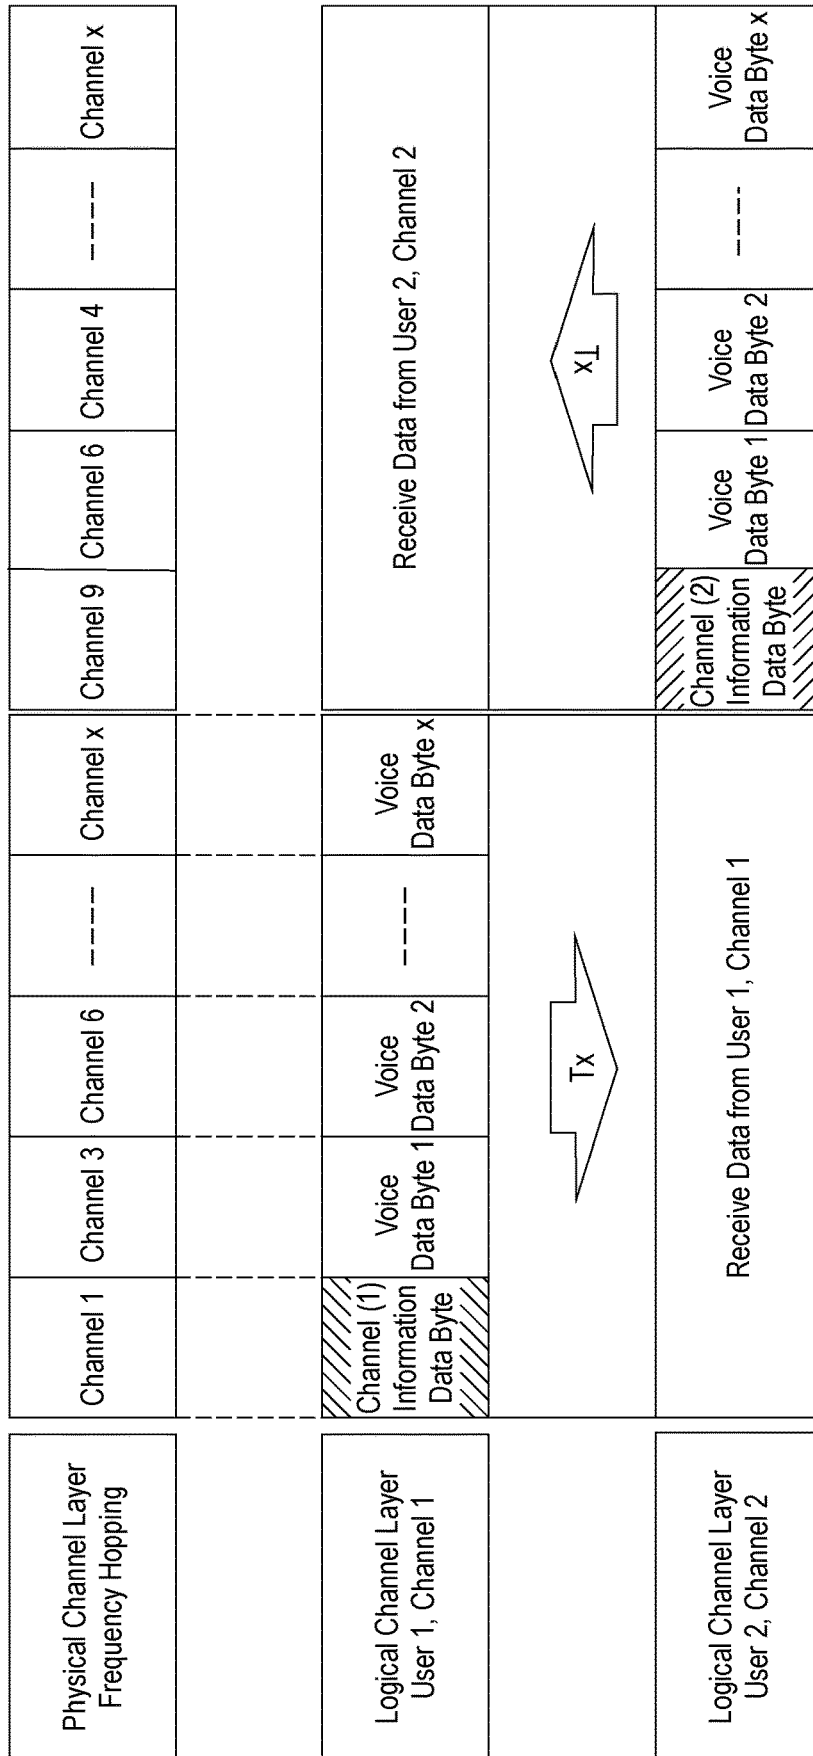 Physical Channel Layer
Frequency Hopping
Channel 1
Channel 3
Channel 6
----
Channel x
Channel 9
Channel 6
Channel 4
----
Channel x
Logical Channel Layer
User 1, Channel 1
Channel (1)
Information
Data Byte
Voice
Data Byte 1
Voice
Data Byte 2
----
Voice
Data Byte x
Receive Data from User 2, Channel 2
Tx
Tx
Logical Channel Layer
User 2, Channel 2
Receive Data from User 1, Channel 1
Channel (2)
Information
Data Byte
Voice
Data Byte 1
Voice
Data Byte 2
----
Voice
Data Byte x